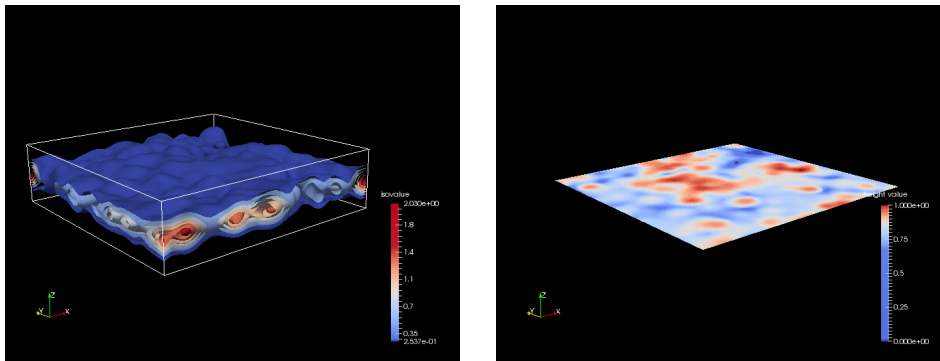 isovalue
2.030e+00
1.8
1.4
1.1
0.7
0.35
2.537e-01
Z
Y
X
height value
1.000e+00
0.75
0.5
0.25
0.000e+00
Z
Y
X